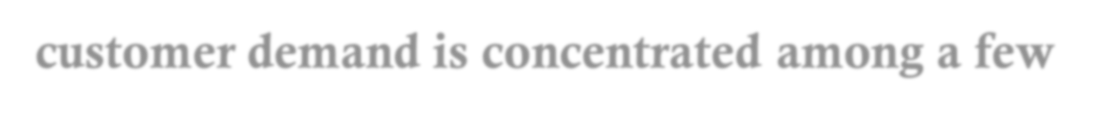 customer demand is concentrated among a few